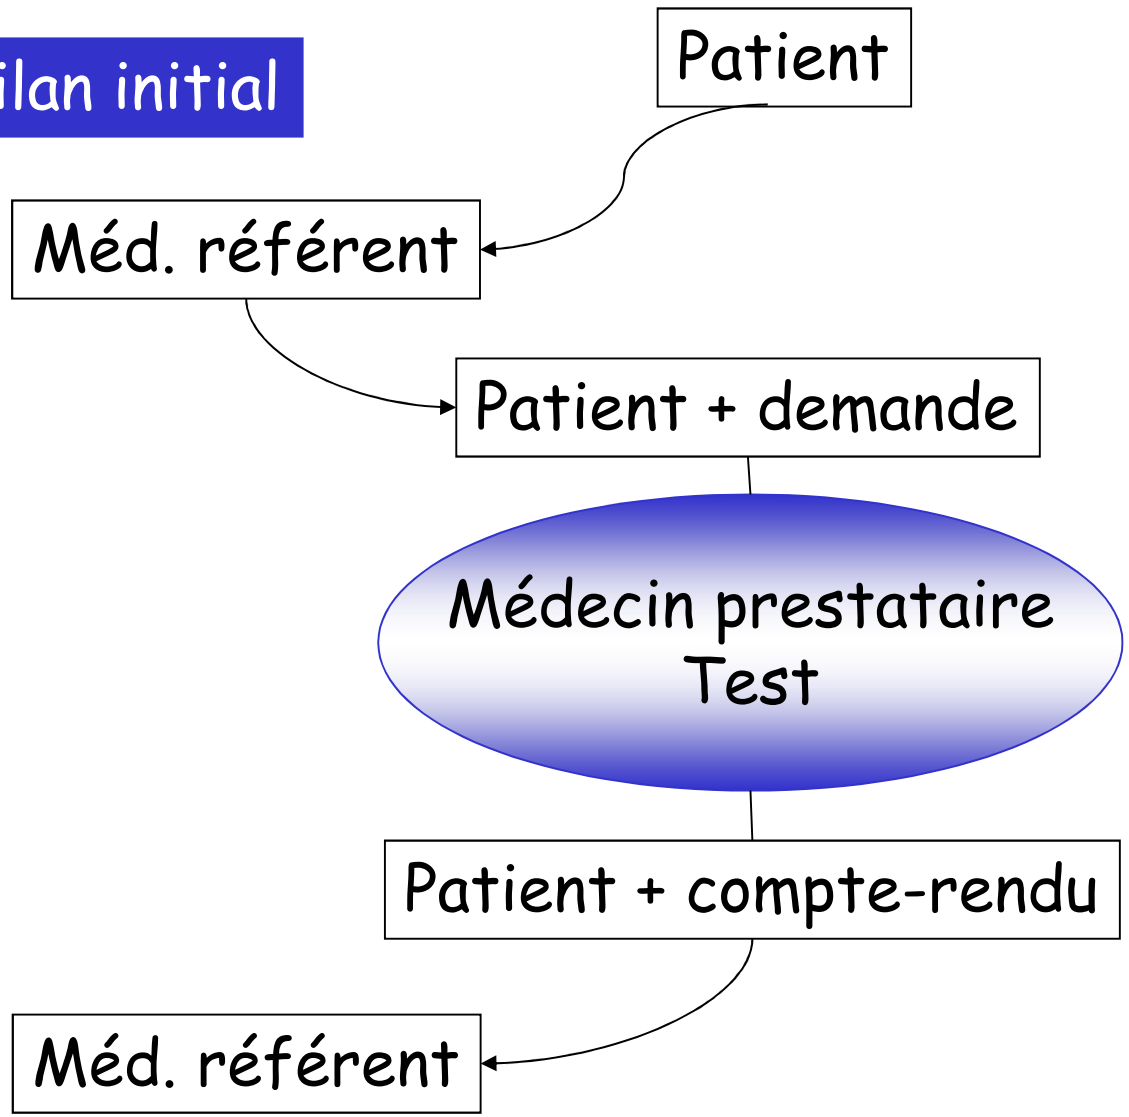 Patient
ilan initial
Méd. référent
Patient + demande
Médecin prestataire
Test
Patient + compte-rendu
Méd. référent